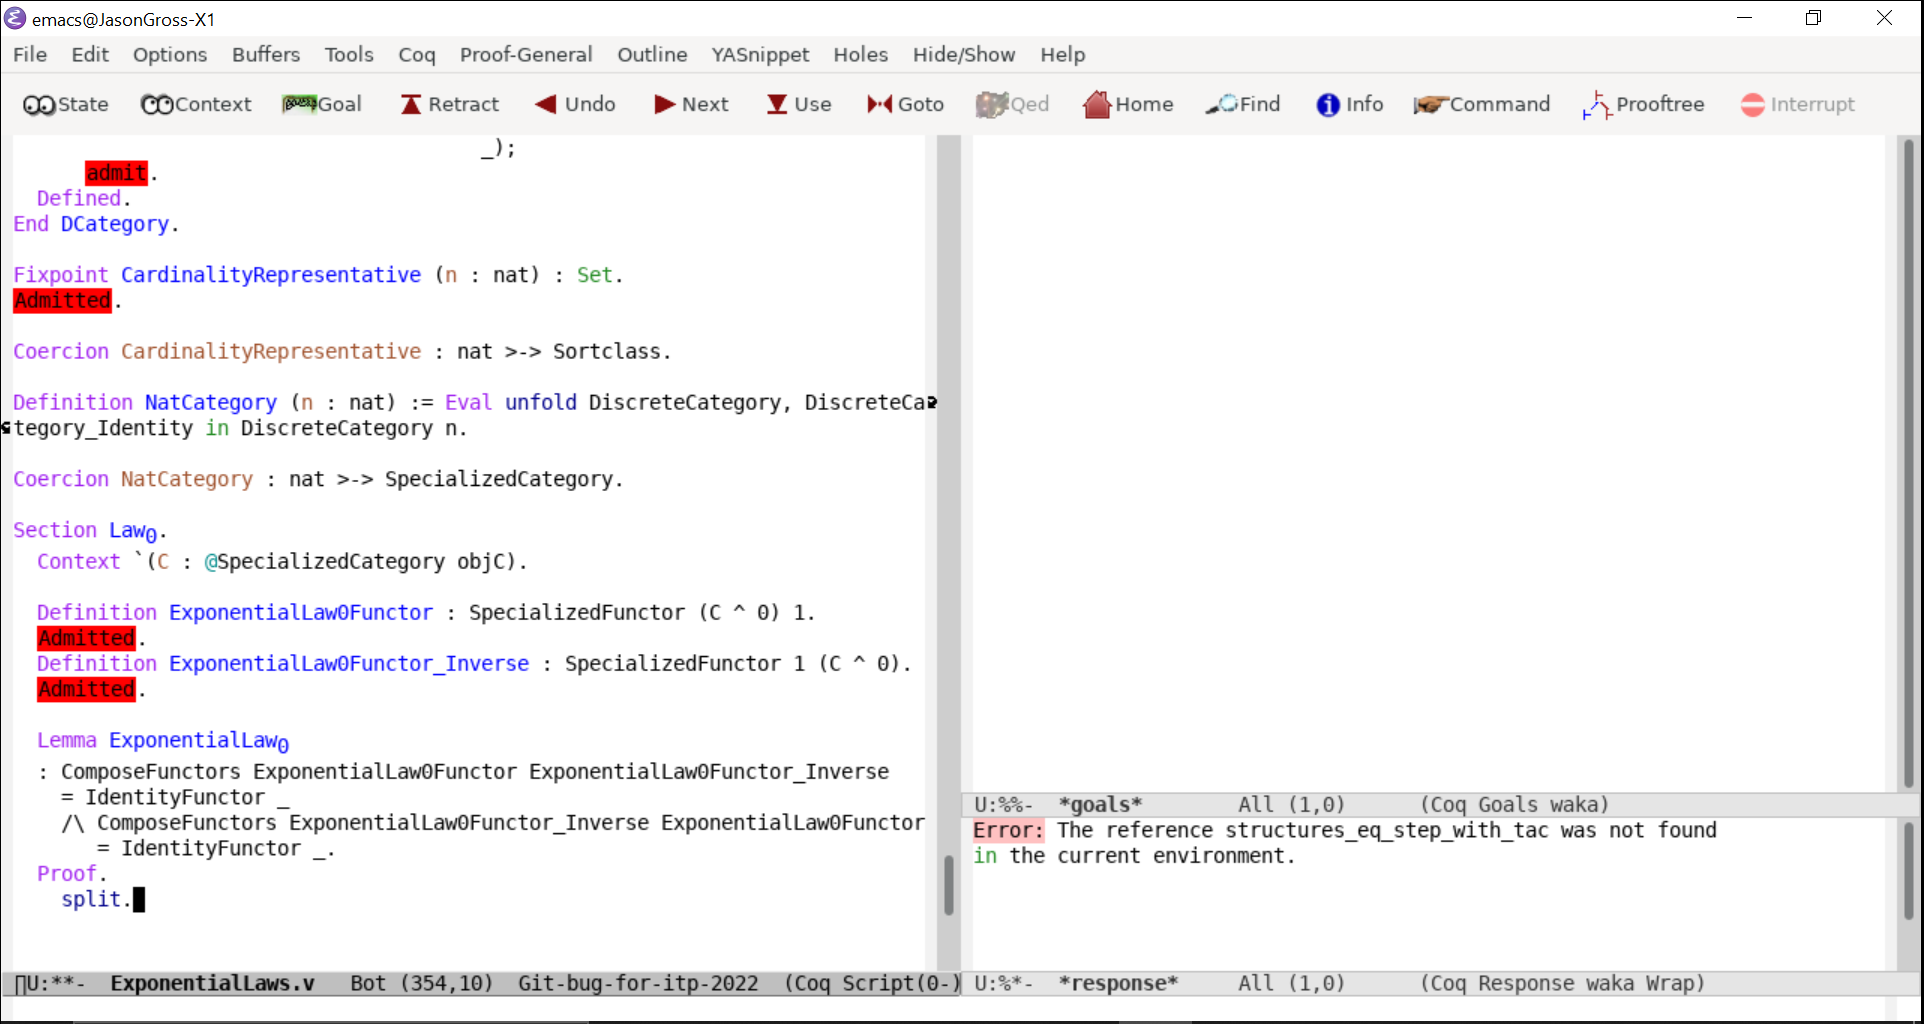 emacs@JasonGross-X1
File Edit Options Buffers Tools Coq Proof-General Outline YASnippet Holes Hide/Show Help
State Context Goal Retract Undo Next Use Goto Qed Home Find Info Command Prooftree Interrupt
_);
admit.
Defined.
End DCategory.
Fixpoint CardinalityRepresentative (n : nat) : Set.
Admitted.
Coercion CardinalityRepresentative : nat >-> Sortclass.
Definition NatCategory (n : nat) := Eval unfold DiscreteCategory, DiscreteCa
tegory_Identity in DiscreteCategory n.
Coercion NatCategory : nat >-> SpecializedCategory.
Section Law₀.
Context `(C : @SpecializedCategory objC).
Definition ExponentialLaw0Functor : SpecializedFunctor (C ^ 0) 1.
Admitted.
Definition ExponentialLaw0Functor_Inverse : SpecializedFunctor 1 (C ^ 0).
Admitted.
Lemma ExponentialLaw₀
: ComposeFunctors ExponentialLaw0Functor ExponentialLaw0Functor_Inverse
= IdentityFunctor _
/\ ComposeFunctors ExponentialLaw0Functor_Inverse ExponentialLaw0Functor
= IdentityFunctor _.
Proof.
split.
U:**- ExponentialLaws.v Bot (354,10) Git-bug-for-itp-2022 (Coq Script(0-)
U:%%- *goals* All (1,0) (Coq Goals waka)
Error: The reference structures_eq_step_with_tac was not found
in the current environment.
U:%*- *response* All (1,0) (Coq Response waka Wrap)